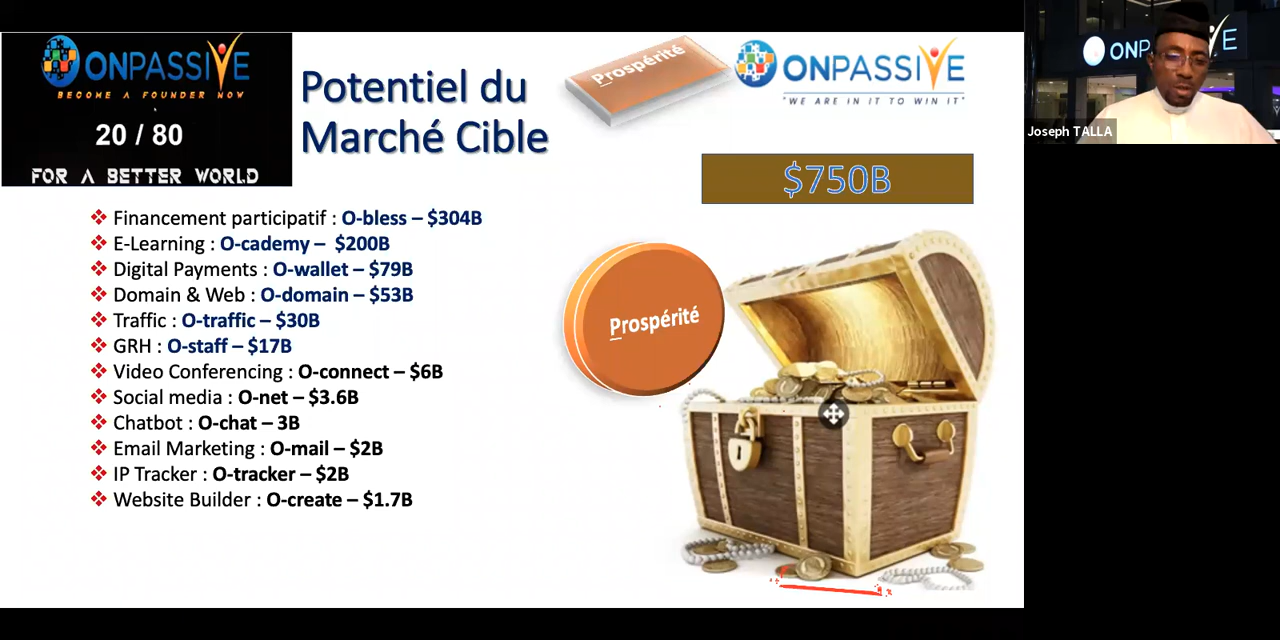 ONPASSIVE
BECOME A FOUNDER NOW
20 / 80
FOR A BETTER WORLD
Potentiel du
Marché Cible
Prospérité
ONPASSIVE
"WE ARE IN IT TO WIN IT"
$750B
Financement participatif : O-bless – $304B
E-Learning : O-cademy – $200B
Digital Payments : O-wallet – $79B
Domain & Web : O-domain – $53B
Traffic : O-traffic – $30B
GRH : O-staff – $17B
Video Conferencing : O-connect – $6B
Social media : O-net – $3.6B
Chatbot : O-chat – 3B
Email Marketing : O-mail – $2B
IP Tracker : O-tracker – $2B
Website Builder : O-create – $1.7B
Prospérité
Joseph TALLA